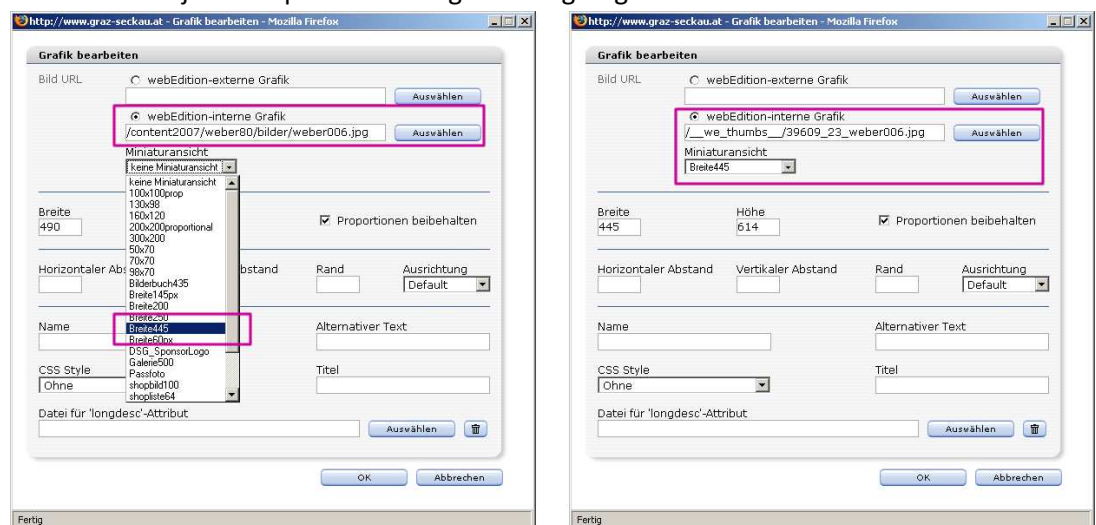 http://www.graz-seckau.at - Grafik bearbeiten - Mozilla Firefox
Grafik bearbeiten
Bild URL
webEdition-externe Grafik
Auswählen
webEdition-interne Grafik
/content2007/weber80/bilder/weber006.jpg
Auswählen
Miniaturansicht
keine Miniaturansicht
keine Miniaturansicht
100x100prop
130x98
160x120
200x200proportional
300x200
50x70
70x70
98x70
Bilderbuch435
Breite145px
Breite200
Breite250
Breite445
Breite60px
DSG_SponsorLogo
Galerie500
Passfoto
shopbild100
shopliste64
Breite
490
Proportionen beibehalten
Horizontaler Abs
bstand
Rand
Ausrichtung
Default
Name
Alternativer Text
CSS Style
Ohne
Titel
Datei für 'longdesc'-Attribut
Auswählen
OK
Abbrechen
Fertig
http://www.graz-seckau.at - Grafik bearbeiten - Mozilla Firefox
Grafik bearbeiten
Bild URL
webEdition-externe Grafik
Auswählen
webEdition-interne Grafik
/__we_thumbs__/39609_23_weber006.jpg
Auswählen
Miniaturansicht
Breite445
Breite
Höhe
445
614
Proportionen beibehalten
Horizontaler Abstand
Vertikaler Abstand
Rand
Ausrichtung
Default
Name
Alternativer Text
CSS Style
Ohne
Titel
Datei für 'longdesc'-Attribut
Auswählen
OK
Abbrechen
Fertig